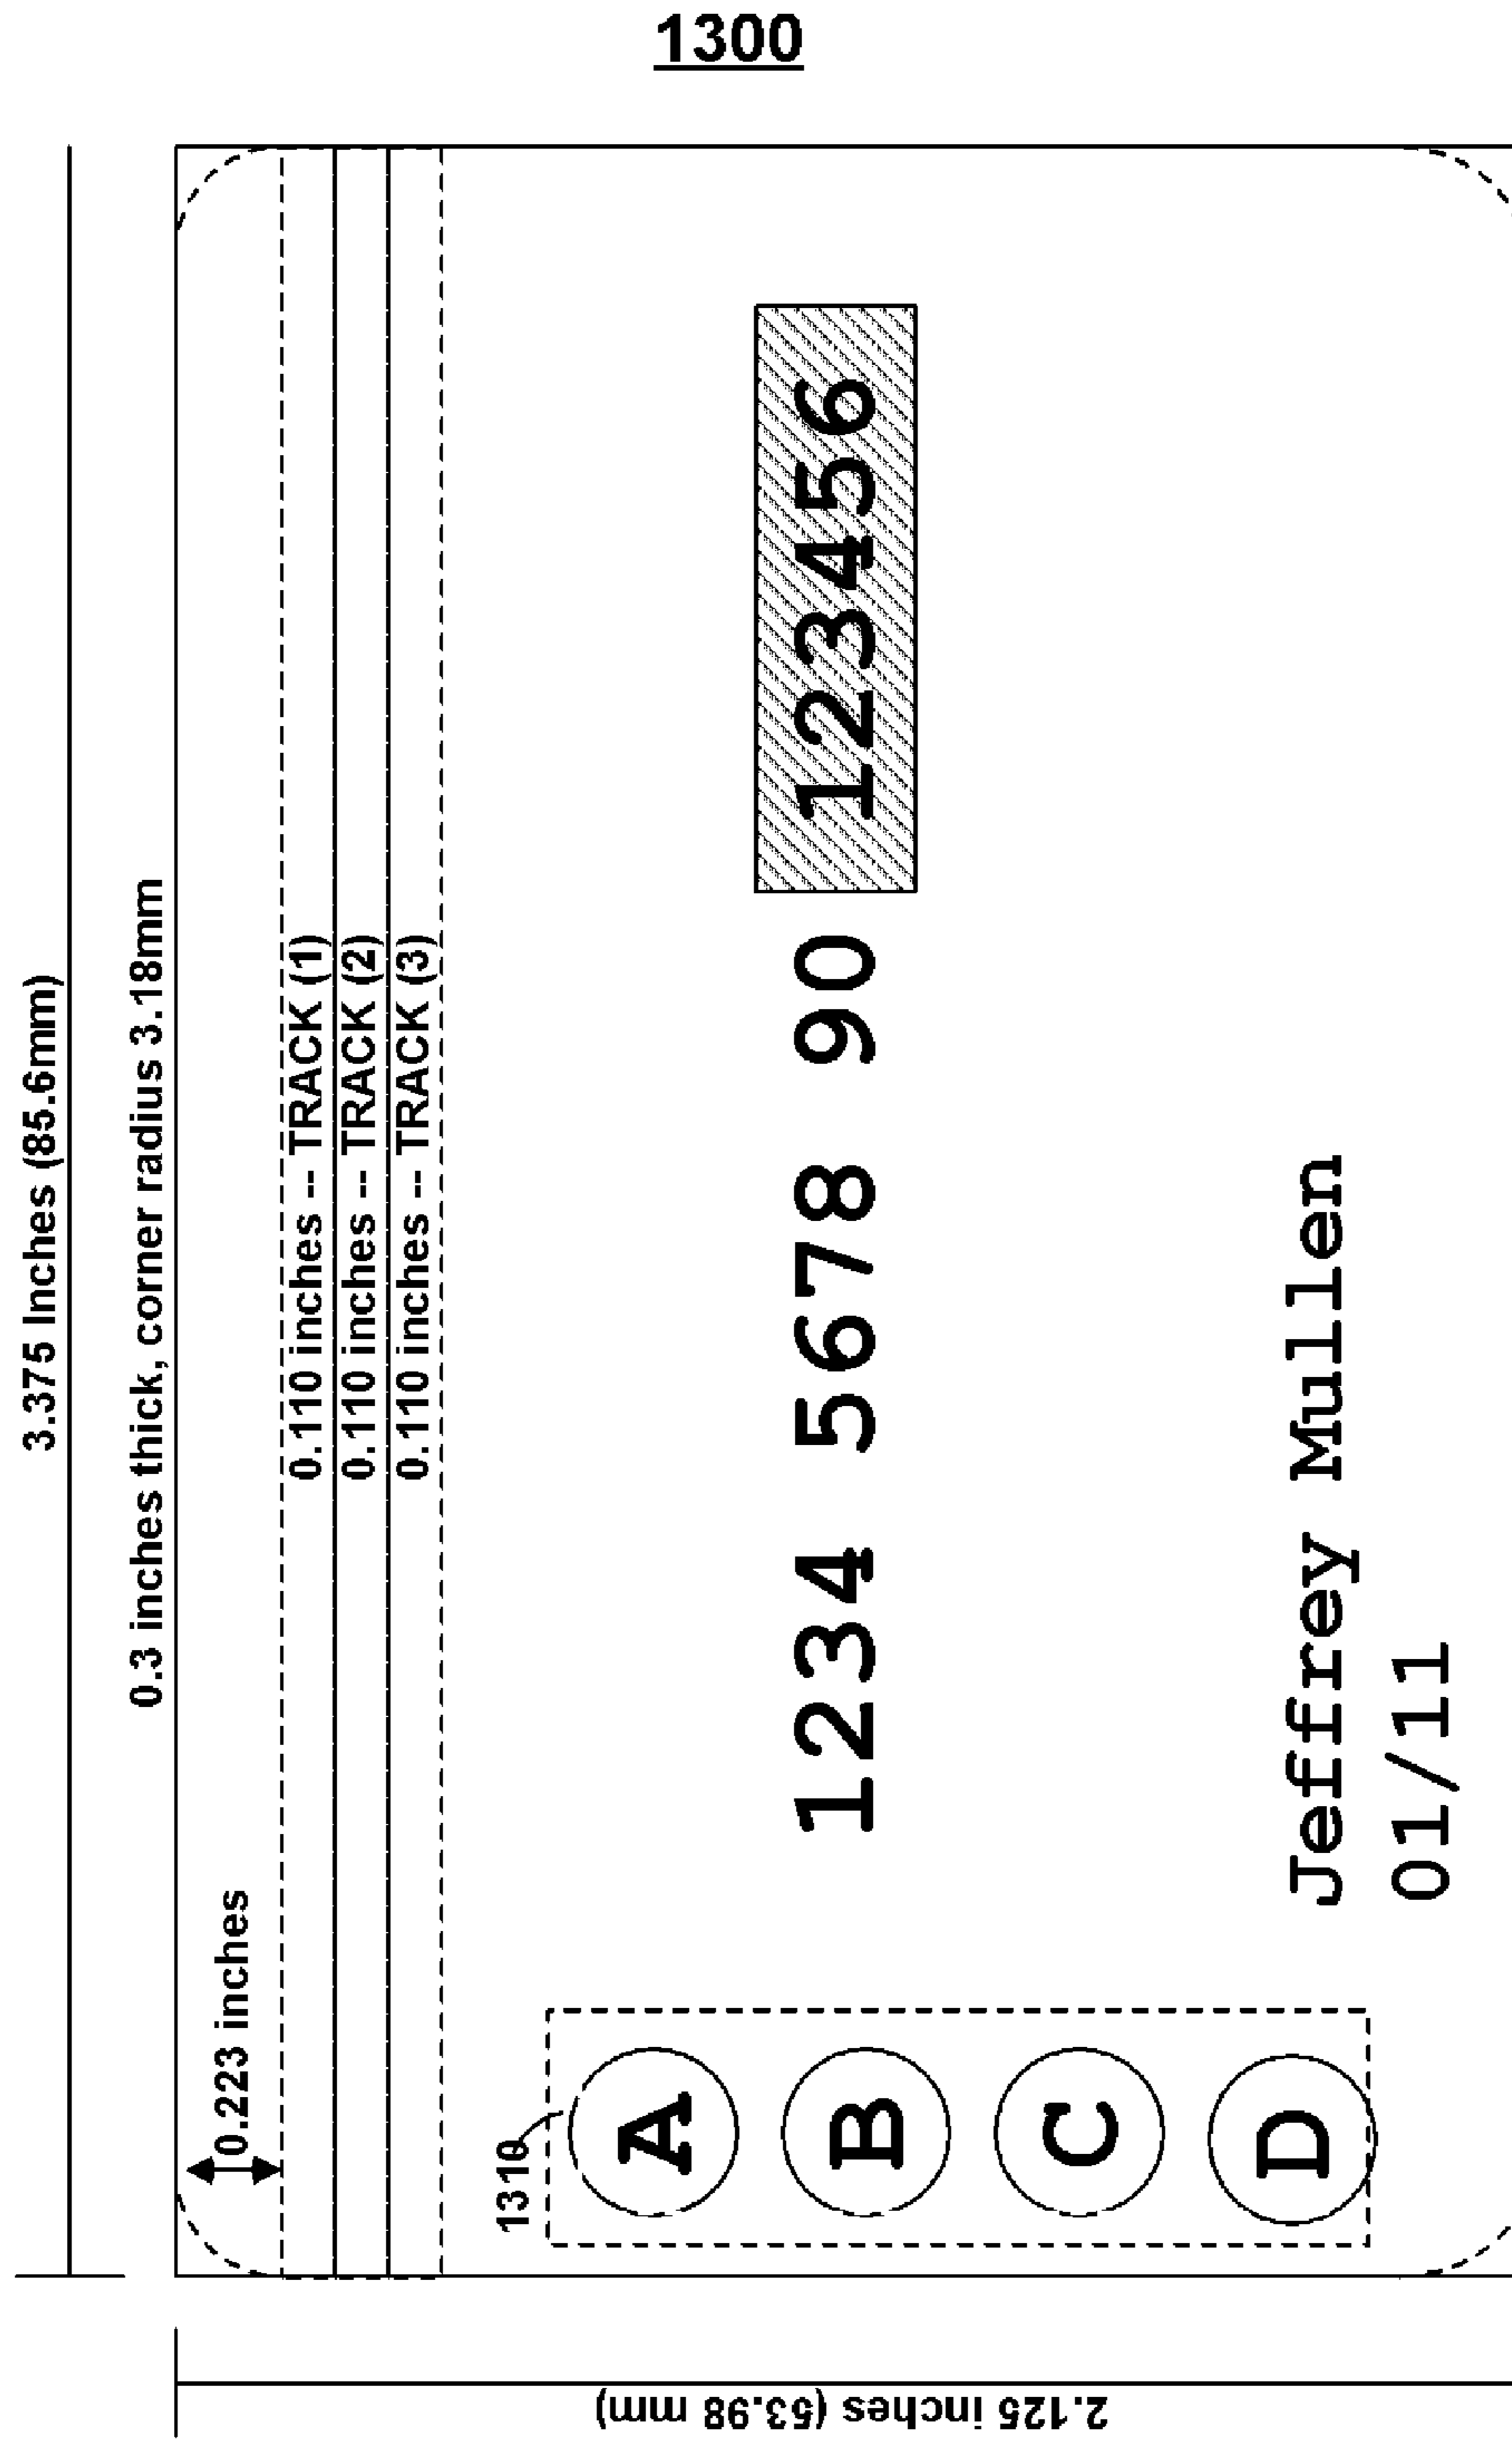 1300
3.375 Inches (85.6mm)
0.3 inches thick, corner radius 3.18mm
0.223 inches
0.110 inches -- TRACK (1)
0.110 inches -- TRACK (2)
0.110 inches -- TRACK (3)
1310
A
B
C
D
1234 5678 90 123456
Jeffrey Mullen
01/11
2.125 inches (53.98 mm)